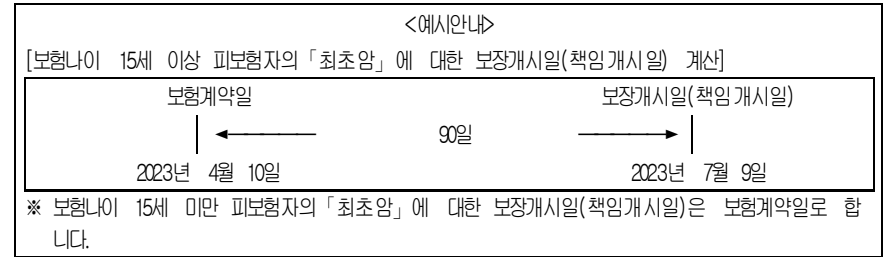 <예시안내>
[보험나이 15세 이상 피보험자의「최초암」에 대한 보장개시일(책임개시일) 계산]
보험계약일 보장개시일(책임개시일)
90일
2023년 4월 10일 2023년 7월 9일
※ 보험나이 15세 미만 피보험자의「최초암」에 대한 보장개시일(책임개시일)은 보험계약일로 합
니다.